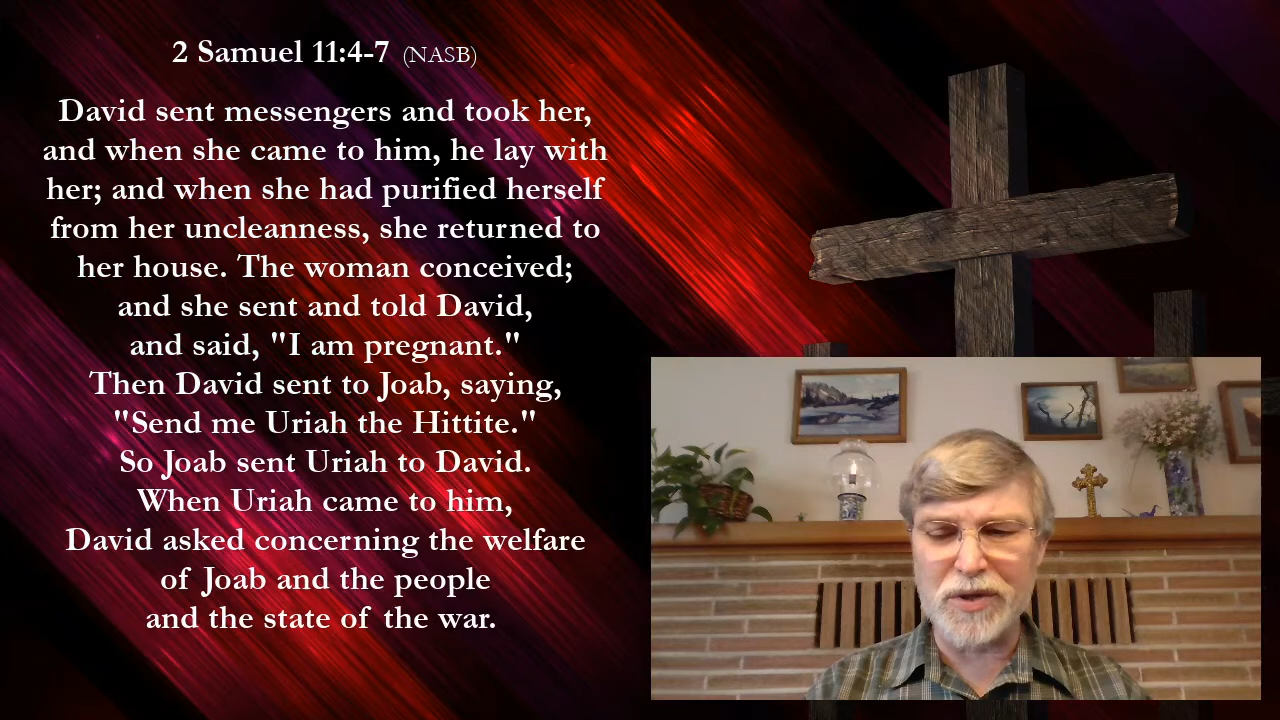 2 Samuel 11:4-7 (NASB)
David sent messengers and took her,
and when she came to him, he lay with
her; and when she had purified herself
from her uncleanness, she returned to
her house. The woman conceived;
and she sent and told David,
and said, "I am pregnant."
Then David sent to Joab, saying,
"Send me Uriah the Hittite."
So Joab sent Uriah to David.
When Uriah came to him,
David asked concerning the welfare
of Joab and the people
and the state of the war.